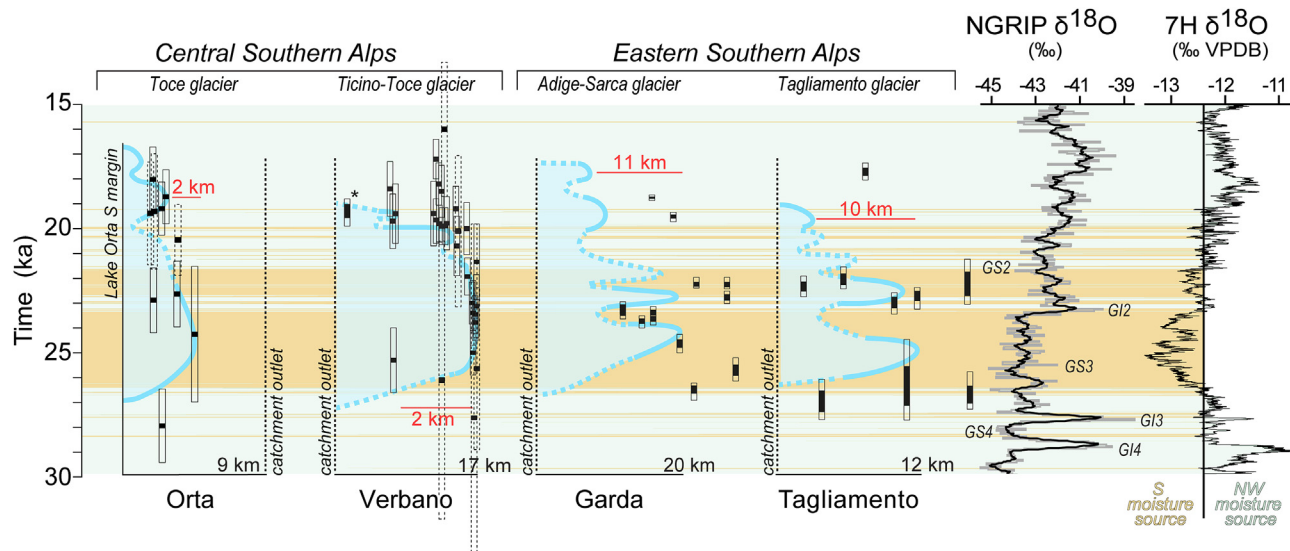 NGRIP δ18O
(‰)
7H δ18O
(‰ VPDB)
Central Southern Alps
Eastern Southern Alps
Toce glacier
Ticino-Toce glacier
Adige-Sarca glacier
Tagliamento glacier
-45 -43 -41 -39
-13 -12 -11
Time (ka)
15
20
25
30
Lake Orta S margin
2 km
catchment outlet
9 km
Orta
catchment outlet
*
2 km
17 km
Verbano
catchment outlet
11 km
20 km
Garda
catchment outlet
10 km
12 km
Tagliamento
GS2
GI2
GS3
GI3
GS4
GI4
S
moisture
source
NW
moisture
source